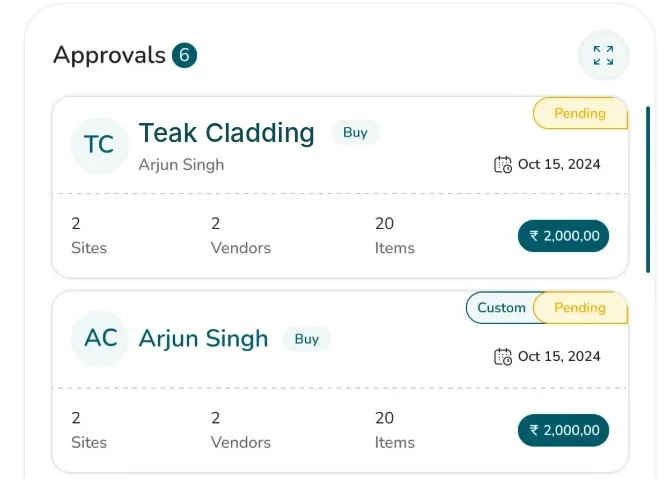 Approvals 6
Pending
TC Teak Cladding Buy
Arjun Singh
Oct 15, 2024
2 2 20
Sites Vendors Items
₹ 2,000,00
Custom Pending
AC Arjun Singh Buy
Oct 15, 2024
2 2 20
Sites Vendors Items
₹ 2,000,00